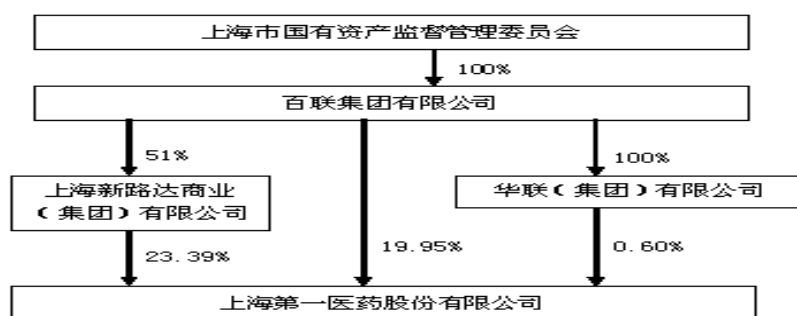 上海市国有资产监督管理委员会
100%
百联集团有限公司
51%
100%
上海新路达商业
（集团）有限公司
华联（集团）有限公司
23.39%
19.95%
0.60%
上海第一医药股份有限公司